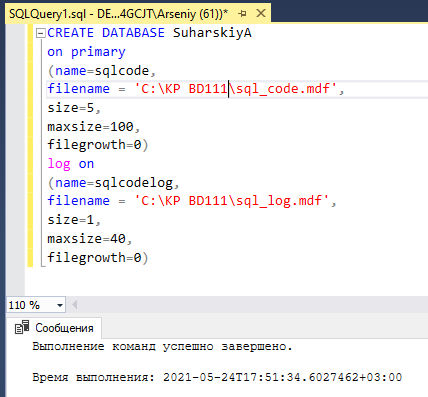 SQLQuery1.sql - DE...4GCJT\Arseniy (61))*
CREATE DATABASE SuharskiyA
on primary
(name=sqlcode,
filename = 'C:\KP BD111\sql_code.mdf',
size=5,
maxsize=100,
filegrowth=0)
log on
(name=sqlcodelog,
filename = 'C:\KP BD111\sql_log.mdf',
size=1,
maxsize=40,
filegrowth=0)
110 %
Сообщения
Выполнение команд успешно завершено.
Время выполнения: 2021-05-24T17:51:34.6027462+03:00